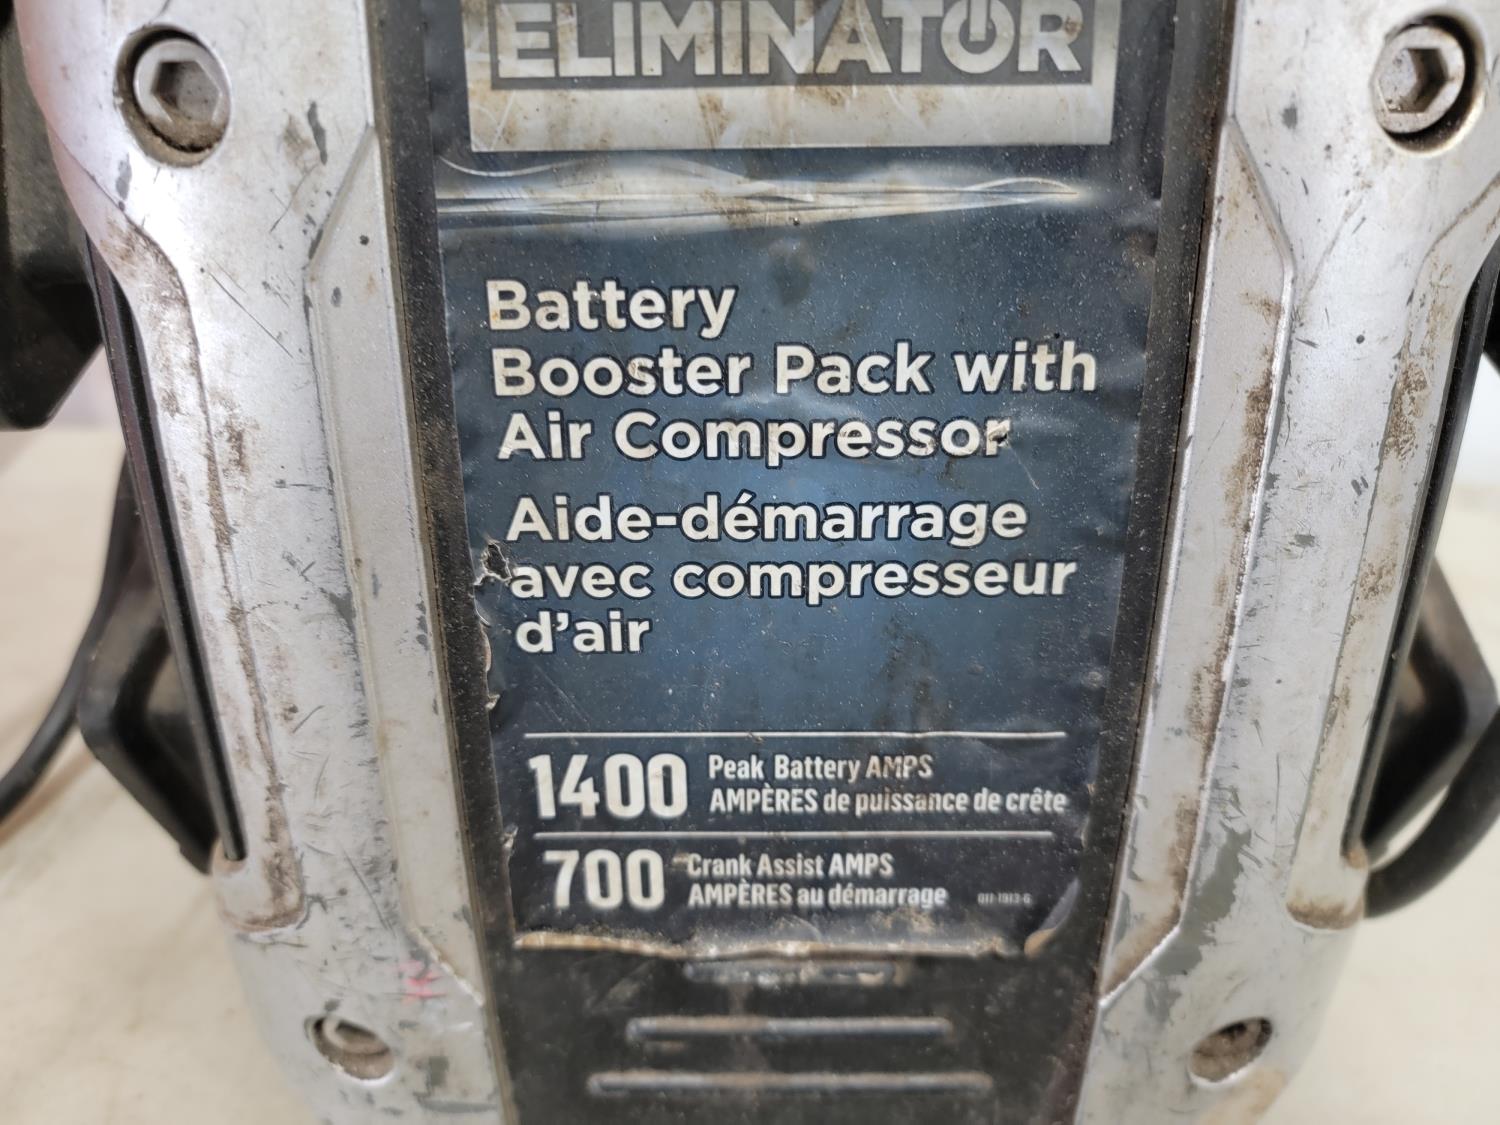 ELIMINATOR
Battery
Booster Pack with
Air Compressor
Aide-démarrage
avec compresseur
d'air
1400 Peak Battery AMPS
AMPÈRES de puissance de crête
700 Crank Assist AMPS
AMPÈRES au démarrage